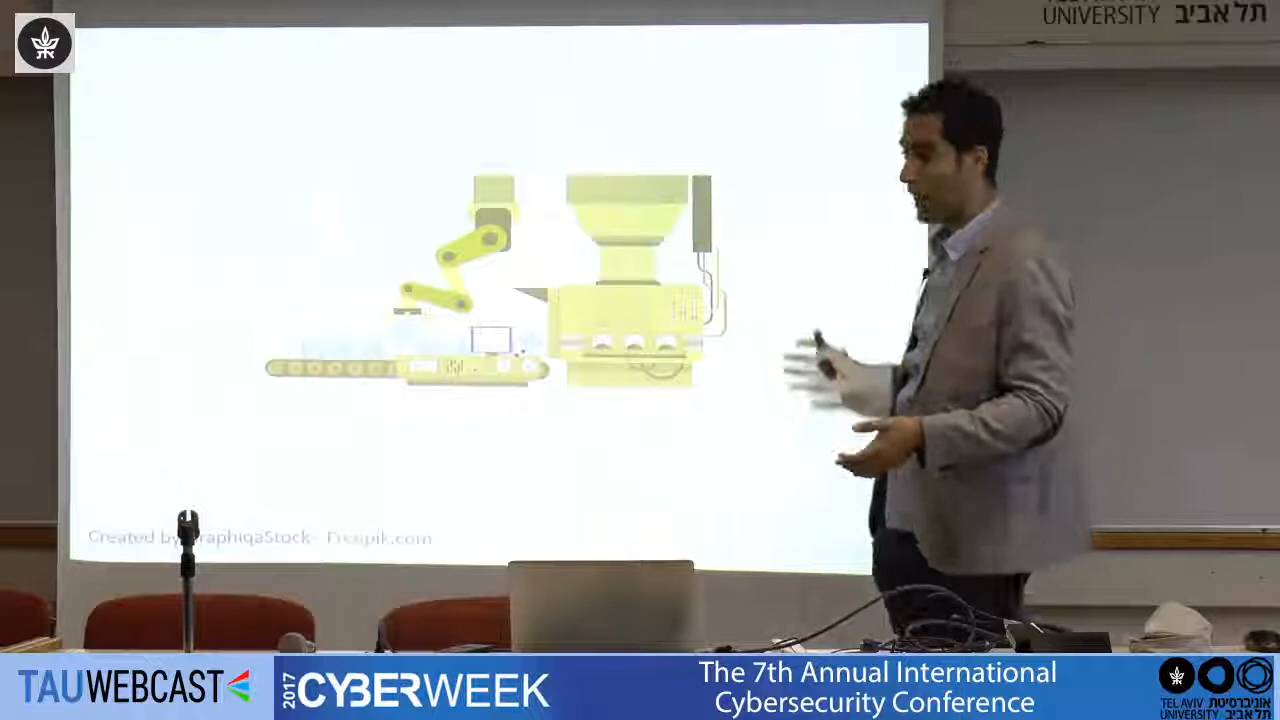 UNIVERSITY תל אביב
Created by GraphiqaStock - Freepik.com
TAUWEBCAST
2017 CYBERWEEK
The 7th Annual International
Cybersecurity Conference
TEL AVIV אוניברסיטת
UNIVERSITY תל אביב